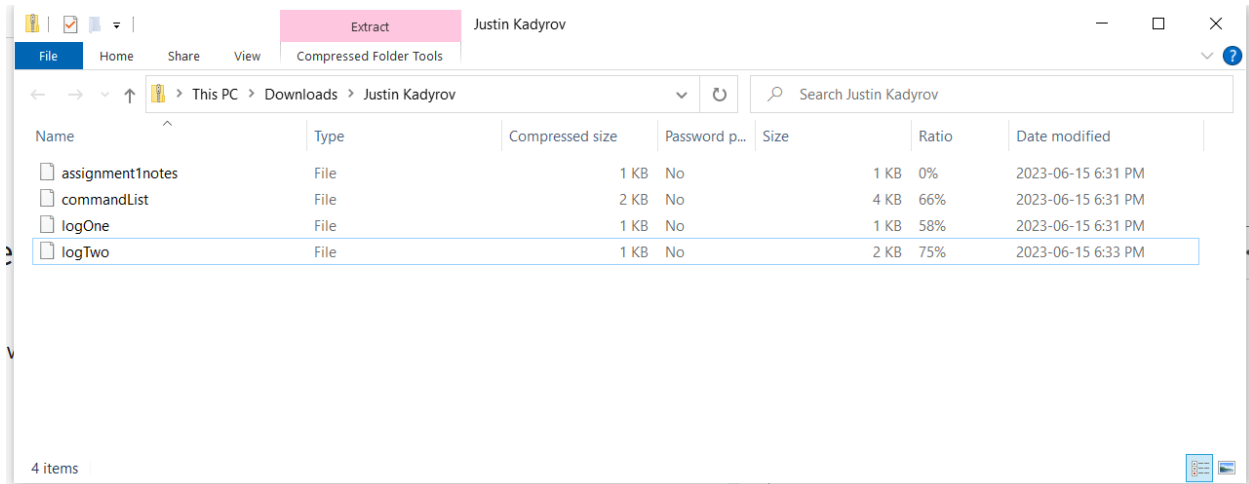 Extract
Justin Kadyrov
File Home Share View Compressed Folder Tools
This PC > Downloads > Justin Kadyrov
Search Justin Kadyrov
Name Type Compressed size Password p... Size Ratio Date modified
assignment1notes File 1 KB No 1 KB 0% 2023-06-15 6:31 PM
commandList File 2 KB No 4 KB 66% 2023-06-15 6:31 PM
logOne File 1 KB No 1 KB 58% 2023-06-15 6:31 PM
logTwo File 1 KB No 2 KB 75% 2023-06-15 6:33 PM
4 items